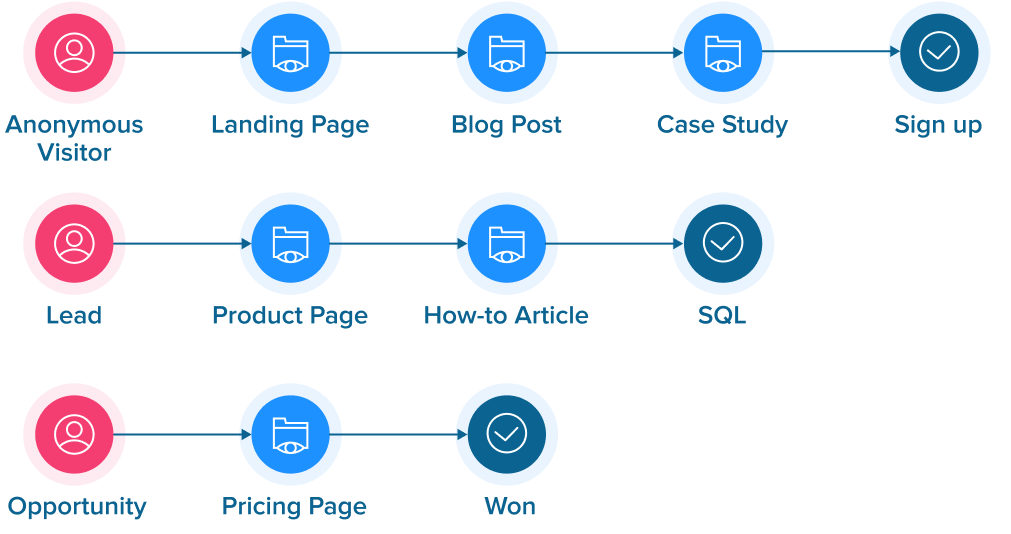 Anonymous
Visitor
Landing Page
Blog Post
Case Study
Sign up
Lead
Product Page
How-to Article
SQL
Opportunity
Pricing Page
Won